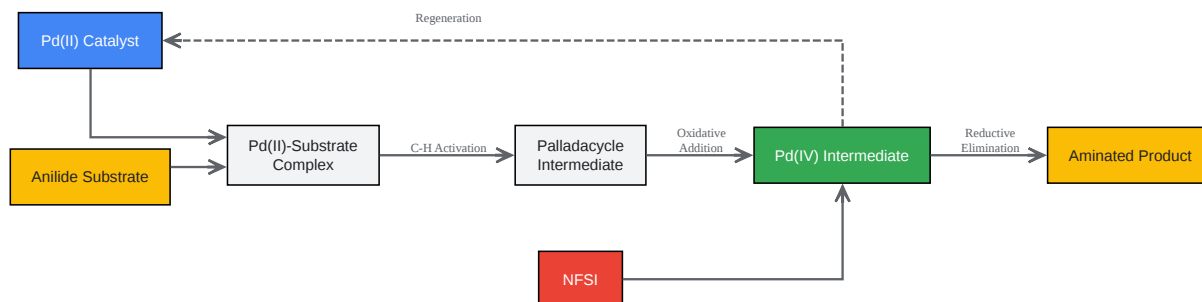 Regeneration
Pd(II) Catalyst
Pd(II)-Substrate
Complex
C-H Activation
Palladacycle
Intermediate
Oxidative
Addition
Pd(IV) Intermediate
Reductive
Elimination
Aminated Product
Anilide Substrate
NFSI